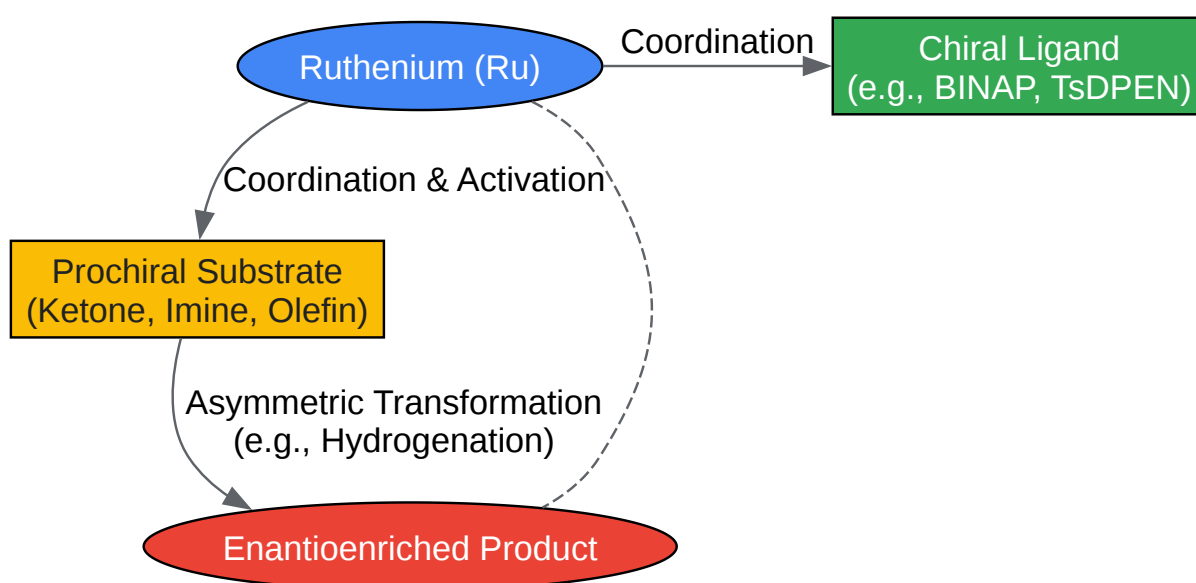 Ruthenium (Ru)
Coordination
Chiral Ligand
(e.g., BINAP, TsDPEN)
Coordination & Activation
Prochiral Substrate
(Ketone, Imine, Olefin)
Asymmetric Transformation
(e.g., Hydrogenation)
Enantioenriched Product